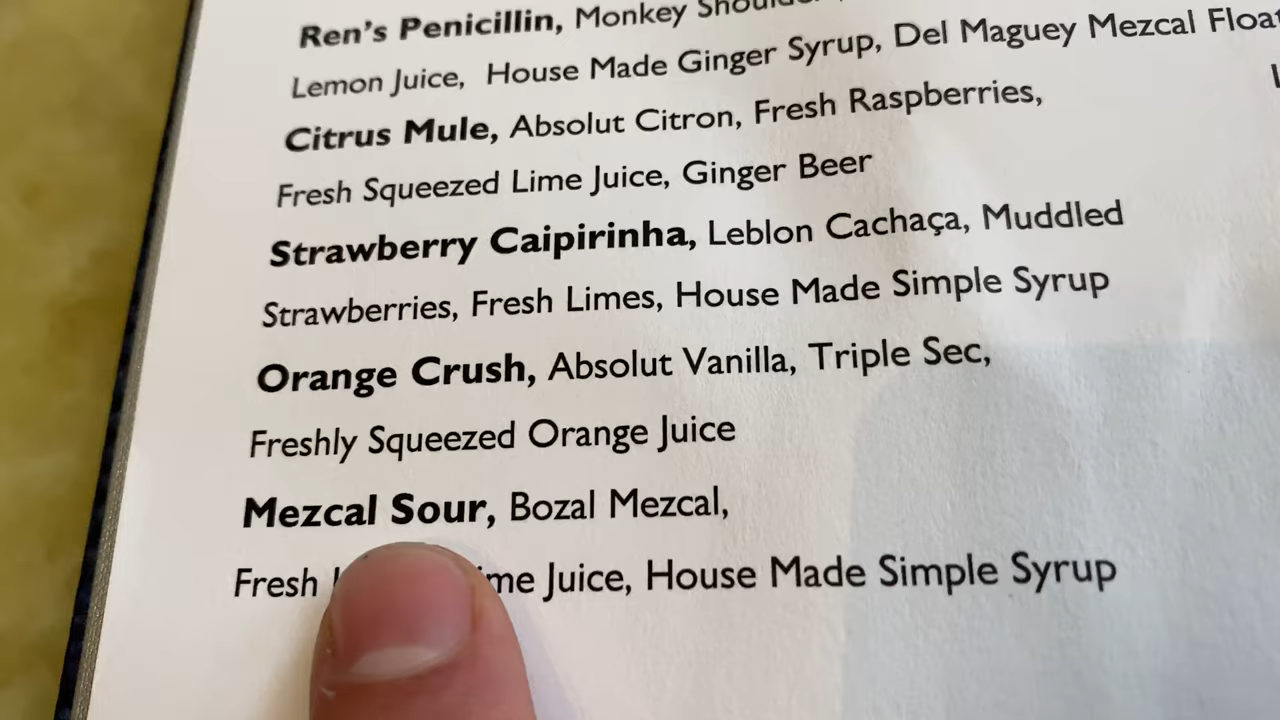 Ren's Penicillin, Monkey Shoulder
Lemon Juice, House Made Ginger Syrup, Del Maguey Mezcal Float
Citrus Mule, Absolut Citron, Fresh Raspberries,
Fresh Squeezed Lime Juice, Ginger Beer
Strawberry Caipirinha, Leblon Cachaça, Muddled
Strawberries, Fresh Limes, House Made Simple Syrup
Orange Crush, Absolut Vanilla, Triple Sec,
Freshly Squeezed Orange Juice
Mezcal Sour, Bozal Mezcal,
Fresh Juice, House Made Simple Syrup